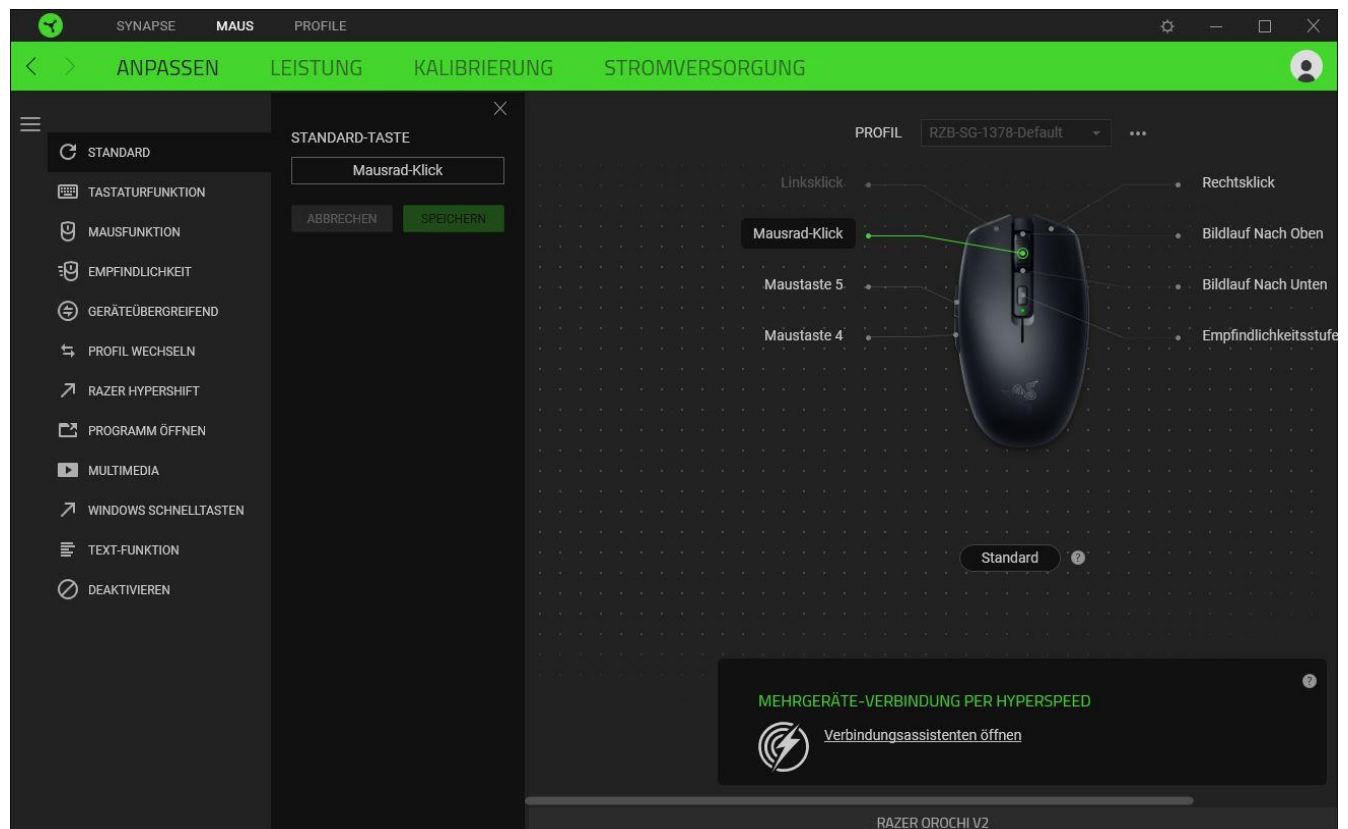 SYNAPSE MAUS PROFILE
ANPASSEN LEISTUNG KALIBRIERUNG STROMVERSORGUNG
STANDARD
TASTATURFUNKTION
MAUSFUNKTION
EMPFINDLICHKEIT
GERÄTEÜBERGREIFEND
PROFIL WECHSELN
RAZER HYPERSHIFT
PROGRAMM ÖFFNEN
MULTIMEDIA
WINDOWS SCHNELLTASTEN
TEXT-FUNKTION
DEAKTIVIEREN
STANDARD-TASTE
Mausrad-Klick
ABBRECHEN SPEICHERN
PROFIL RZB-SG-1378-Default
Linksklick
Mausrad-Klick
Maustaste 5
Maustaste 4
Rechtsklick
Bildlauf Nach Oben
Bildlauf Nach Unten
Empfindlichkeitsstufe
Standard ?
MEHRGERÄTE-VERBINDUNG PER HYPERSPEED ?
Verbindungsassistenten öffnen
RAZER OROCHI V2